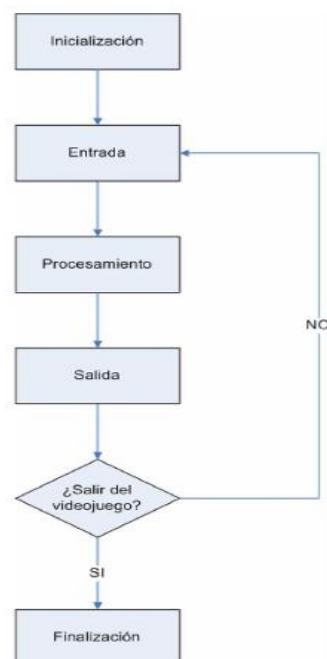 Inicialización
Entrada
Procesamiento
NO
Salida
¿Salir del
videojuego?
SI
Finalización